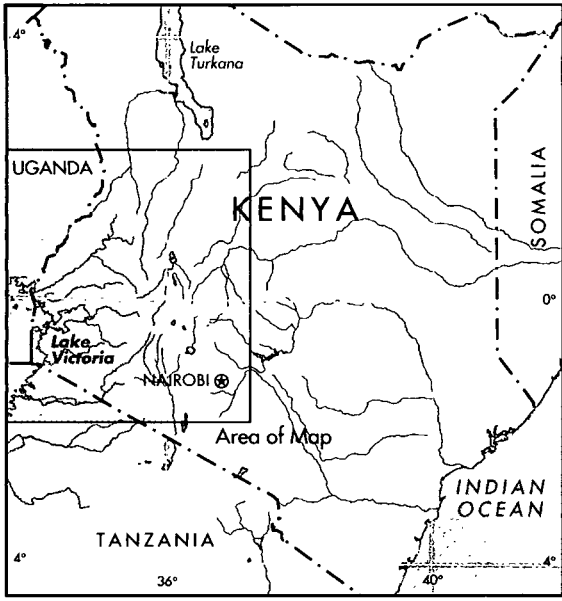 4°
Lake
Turkana
UGANDA
KENYA
SOMALIA
0°
Lake
Victoria
NAIROBI
Area of Map
INDIAN
OCEAN
TANZANIA
4°
36°
40°
4°